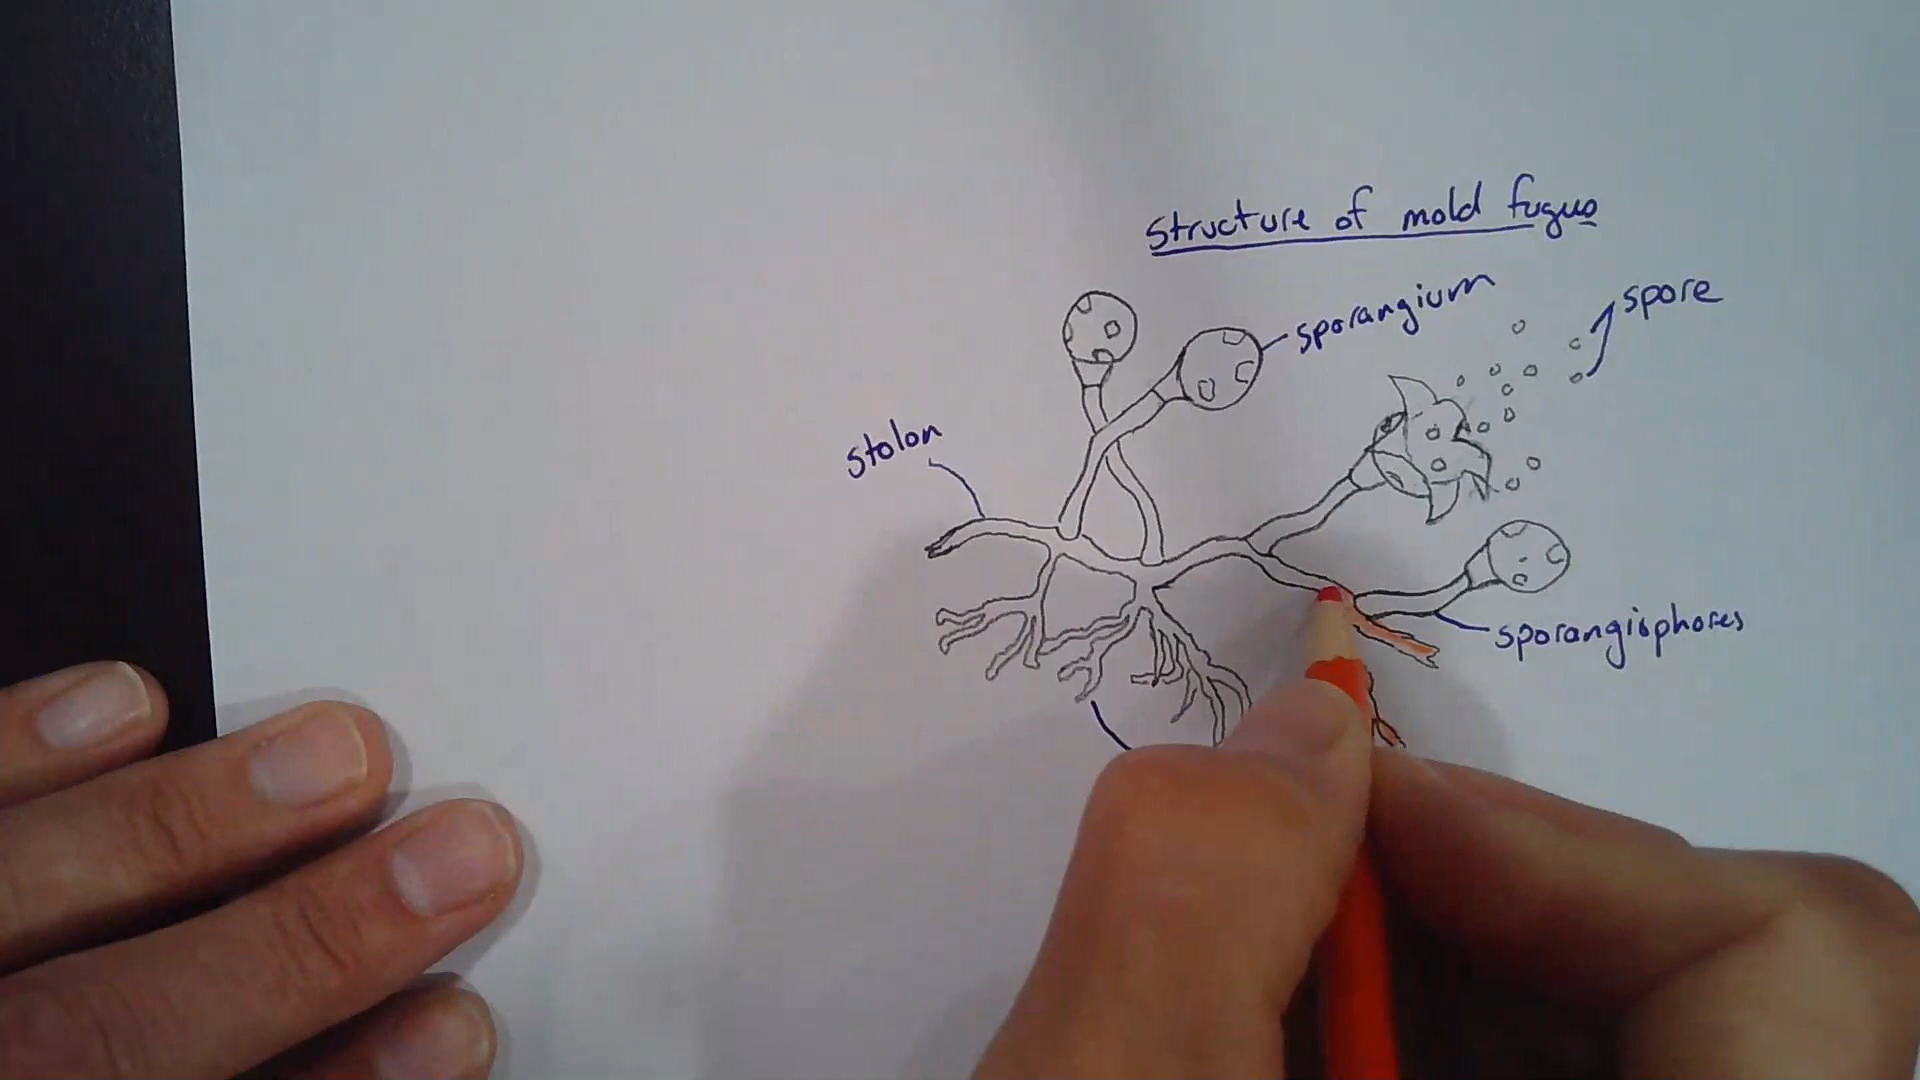 Structure of mold fugus
spore
sporangium
stolon
sporangiophores